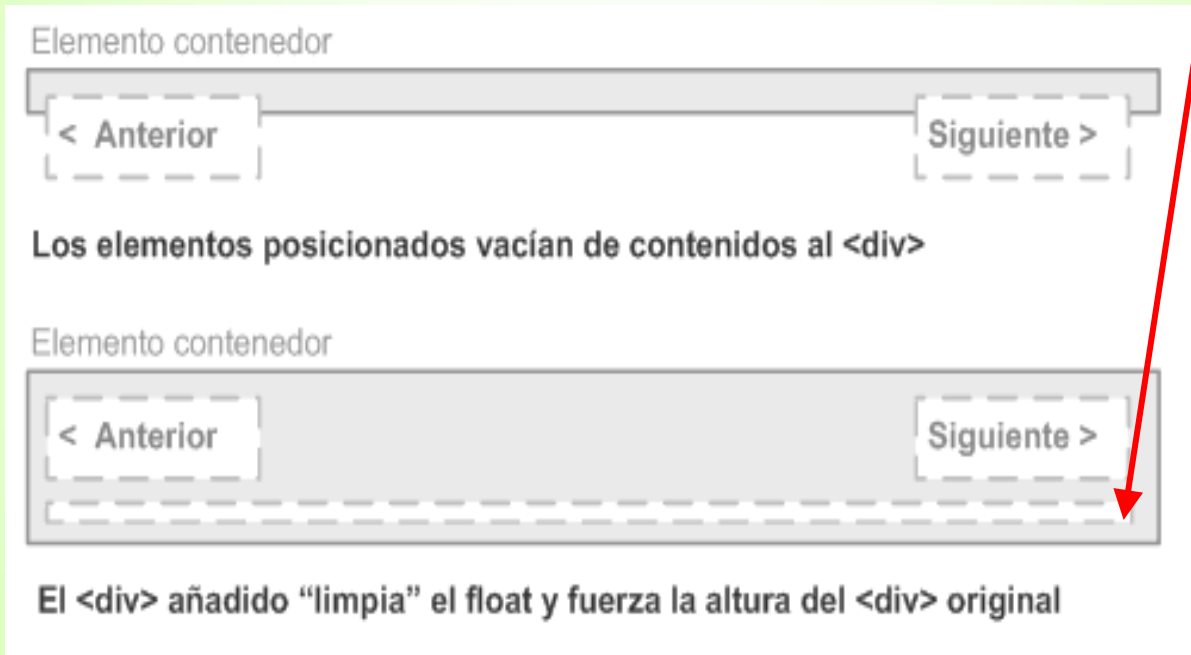 Elemento contenedor
< Anterior
Siguiente >
Los elementos posicionados vacían de contenidos al <div>
Elemento contenedor
< Anterior
Siguiente >
El <div> añadido “limpia” el float y fuerza la altura del <div> original